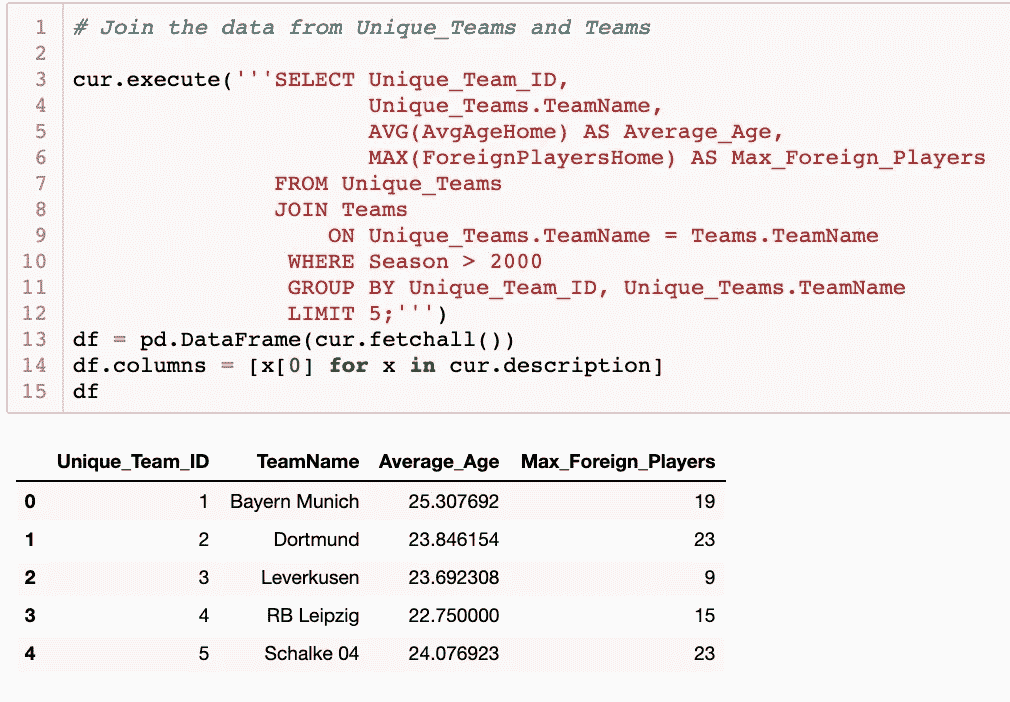 1 # Join the data from Unique_Teams and Teams
2
3 cur.execute('''SELECT Unique_Team_ID,
4 Unique_Teams.TeamName,
5 AVG(AvgAgeHome) AS Average_Age,
6 MAX(ForeignPlayersHome) AS Max_Foreign_Players
7 FROM Unique_Teams
8 JOIN Teams
9 ON Unique_Teams.TeamName = Teams.TeamName
10 WHERE Season > 2000
11 GROUP BY Unique_Team_ID, Unique_Teams.TeamName
12 LIMIT 5;''')
13 df = pd.DataFrame(cur.fetchall())
14 df.columns = [x[0] for x in cur.description]
15 df
Unique_Team_ID TeamName Average_Age Max_Foreign_Players
0 1 Bayern Munich 25.307692 19
1 2 Dortmund 23.846154 23
2 3 Leverkusen 23.692308 9
3 4 RB Leipzig 22.750000 15
4 5 Schalke 04 24.076923 23